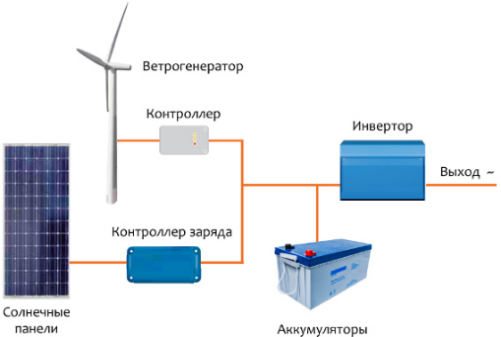 Ветрогенератор
Контроллер
Инвертор
Выход ~
Контроллер заряда
Солнечные
панели
Аккумуляторы